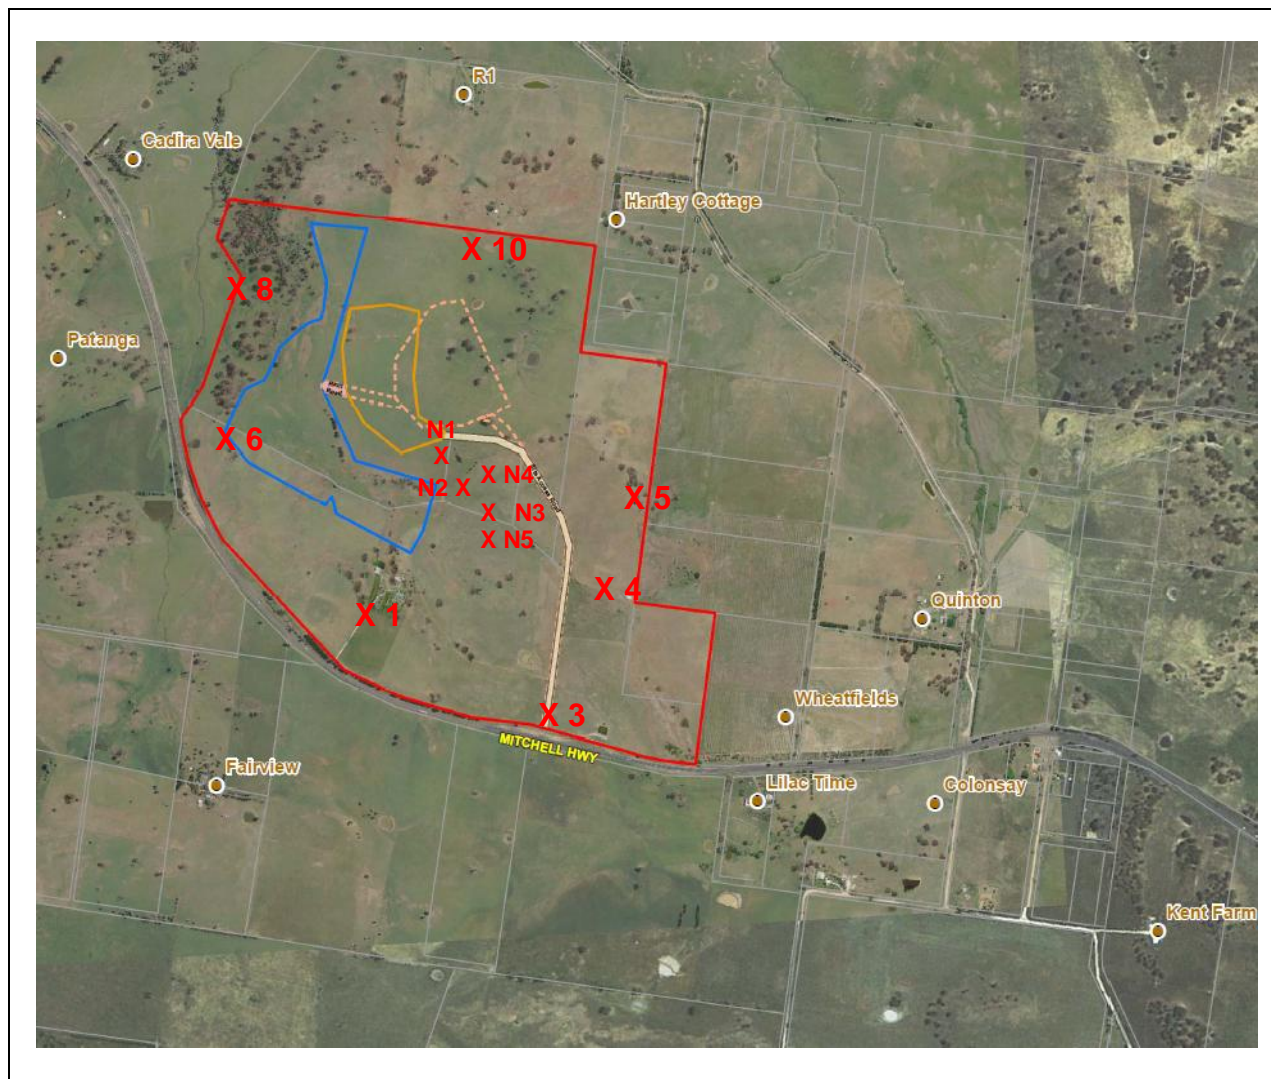 R1
Cadira Vale
Hartley Cottage
X 10
X 8
Patanga
N1
X
X 6
X N4
N2 X
X 5
X N3
X N5
X 4
Quinton
X 1
Wheatfields
X 3
MITCHELL HWY
Fairview
Lilac Time
Colonsay
Kent Farm